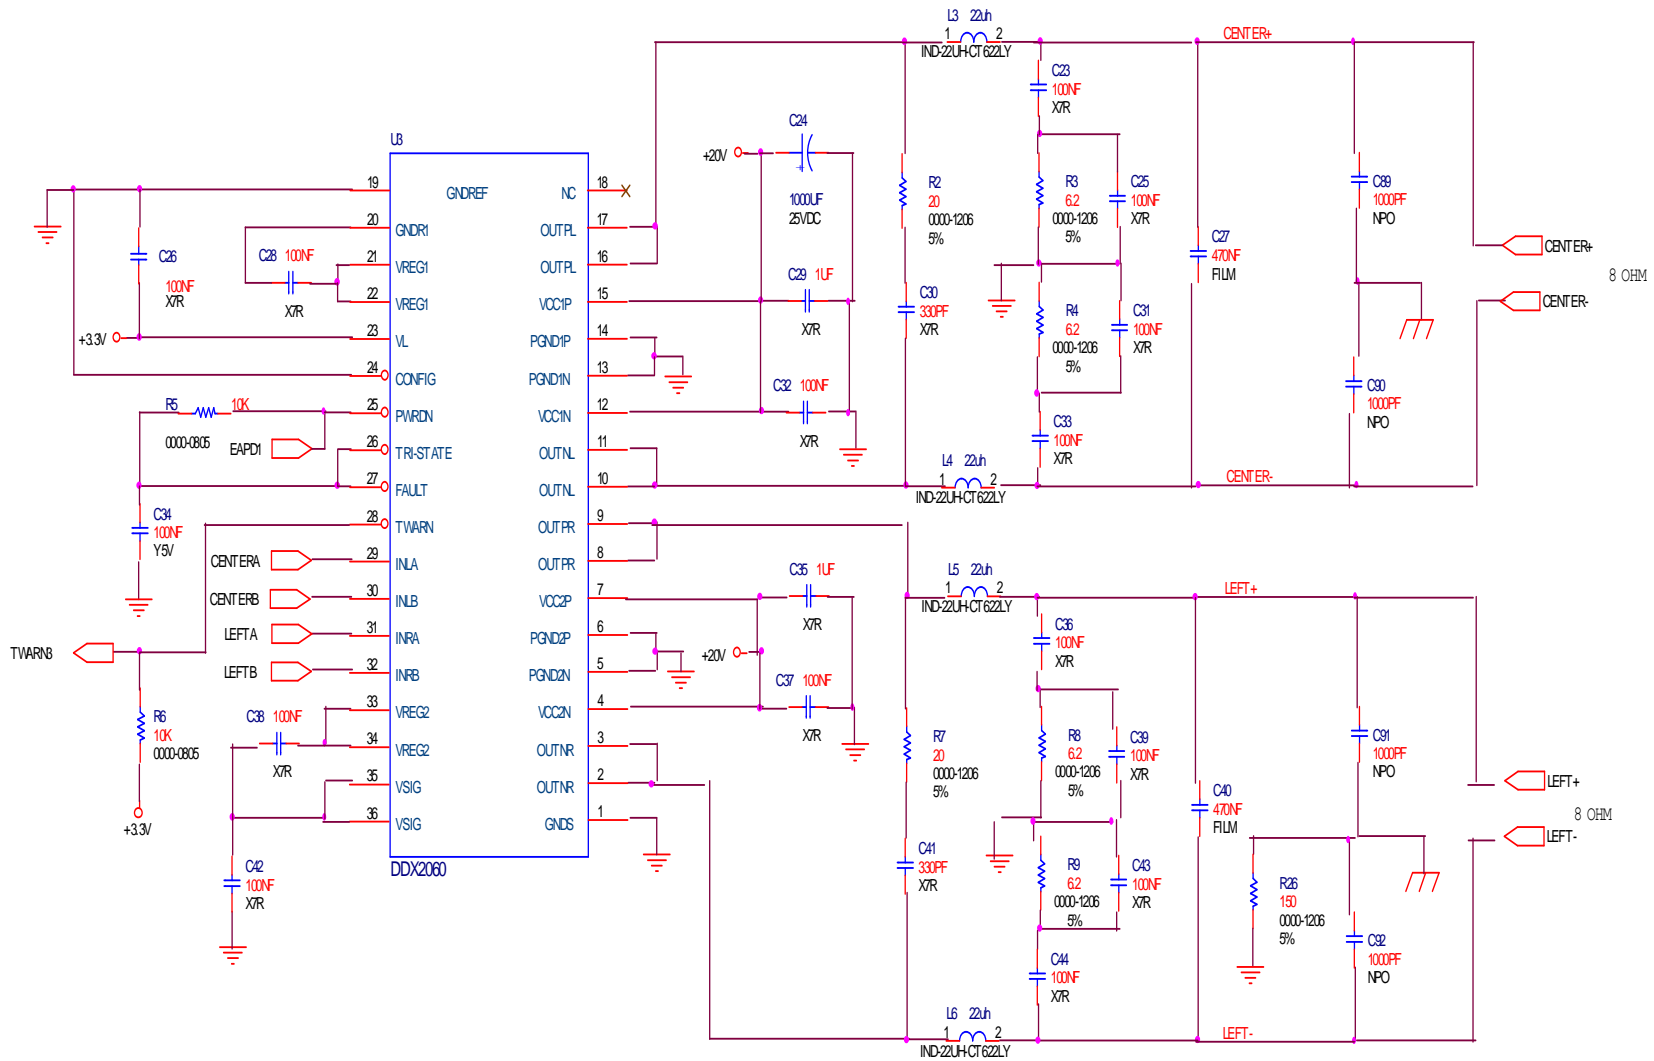 L3 22uh
1 2
IND-22UH-CT622LY
CENTER+
C23
100NF
X7R
U3
C24
+20V
1000UF
25VDC
19
GNDREF
NC
18
20
GNDR1
OUTPL
17
21
VREG1
OUTPL
16
22
VREG1
VCC1P
15
23
VL
PGND1P
14
24
CONFIG
PGND1N
13
25
PWRDN
VCC1N
12
26
TRI-STATE
OUTNL
11
27
FAULT
OUTNL
10
28
TWARN
OUTPR
9
29
INLA
OUTPR
8
30
INLB
VCC2P
7
31
INRA
PGND2P
6
32
INRB
PGND2N
5
33
VREG2
VCC2N
4
34
VREG2
OUTNR
3
35
VSIG
OUTNR
2
36
VSIG
GNDS
1
DDX2060
C26
100NF
X7R
C28 100NF
X7R
+3.3V
R5 10K
0000-0805
EAPD1
C34
100NF
Y5V
CENTERA
CENTERB
LEFTA
LEFTB
TWARN3
R6
10K
0000-0805
+3.3V
C38 100NF
X7R
C42
100NF
X7R
C29 1UF
X7R
C32 100NF
X7R
R2
20
0000-1206
5%
C30
330PF
X7R
R3
6.2
0000-1206
5%
C25
100NF
X7R
R4
6.2
0000-1206
5%
C31
100NF
X7R
C33
100NF
X7R
C27
470NF
FILM
C89
1000PF
NPO
C90
1000PF
NPO
CENTER+
8 OHM
CENTER-
L4 22uh
1 2
IND-22UH-CT622LY
CENTER-
C35 1UF
X7R
+20V
C37 100NF
X7R
L5 22uh
1 2
IND-22UH-CT622LY
LEFT+
C36
100NF
X7R
R7
20
0000-1206
5%
C41
330PF
X7R
R8
6.2
0000-1206
5%
C39
100NF
X7R
R9
6.2
0000-1206
5%
C43
100NF
X7R
C44
100NF
X7R
C40
470NF
FILM
C91
1000PF
NPO
R26
150
0000-1206
5%
C92
1000PF
NPO
LEFT+
8 OHM
LEFT-
L6 22uh
1 2
IND-22UH-CT622LY
LEFT-